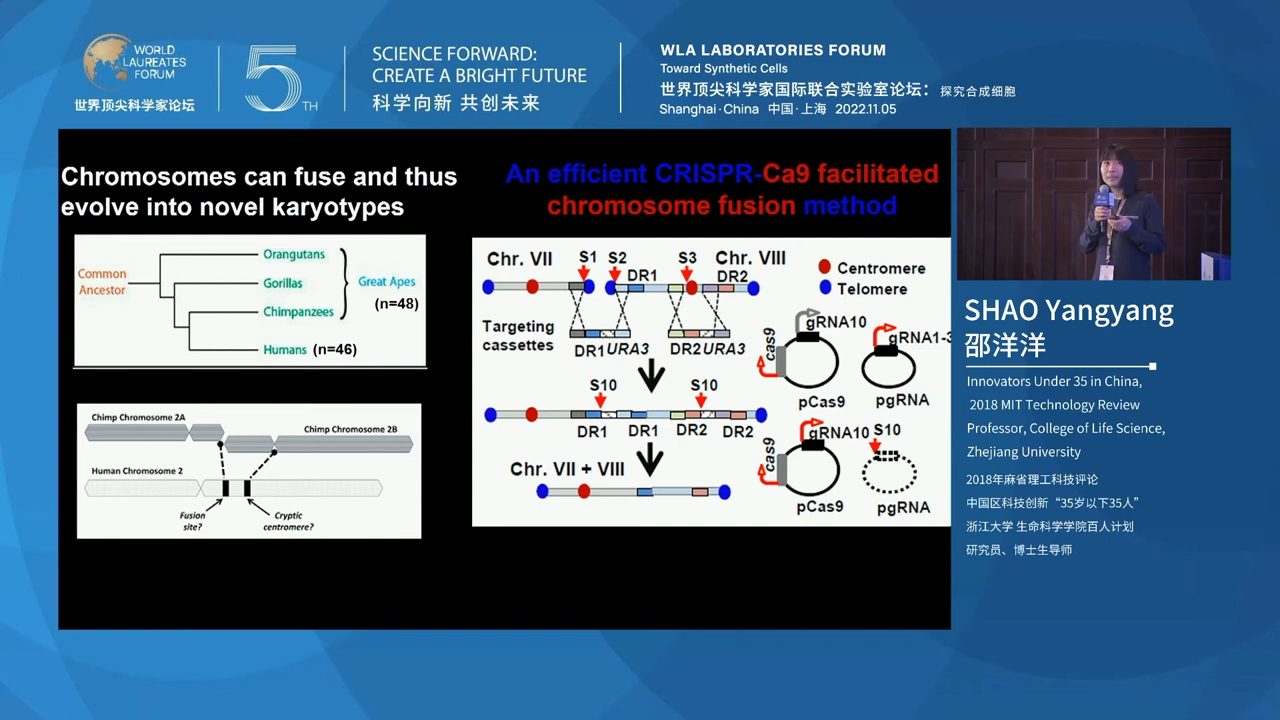 WORLD
LAUREATES
FORUM
世界顶尖科学家论坛
5TH
SCIENCE FORWARD:
CREATE A BRIGHT FUTURE
科学向新 共创未来
WLA LABORATORIES FORUM
Toward Synthetic Cells
世界顶尖科学家国际联合实验室论坛：探究合成细胞
Shanghai·China 中国·上海 2022.11.05
Chromosomes can fuse and thus
evolve into novel karyotypes
Common
Ancestor
Orangutans
Gorillas
Chimpanzees
Humans (n=46)
Great Apes
(n=48)
Chimp Chromosome 2A
Chimp Chromosome 2B
Human Chromosome 2
Fusion
site?
Cryptic
centromere?
An efficient CRISPR-Ca9 facilitated
chromosome fusion method
Chr. VII S1 S2 DR1 S3 Chr. VIII DR2
Centromere
Telomere
Targeting
cassettes
DR1 URA3 DR2 URA3
S10 S10
DR1 DR1 DR2 DR2
Chr. VII + VIII
cas9 gRNA10 gRNA1-3
pCas9 pgRNA
cas9 gRNA10 S10
pCas9 pgRNA
SHAO Yangyang
邵洋洋
Innovators Under 35 in China,
2018 MIT Technology Review
Professor, College of Life Science,
Zhejiang University
2018年麻省理工科技评论
中国区科技创新“35岁以下35人”
浙江大学 生命科学学院百人计划
研究员、博士生导师